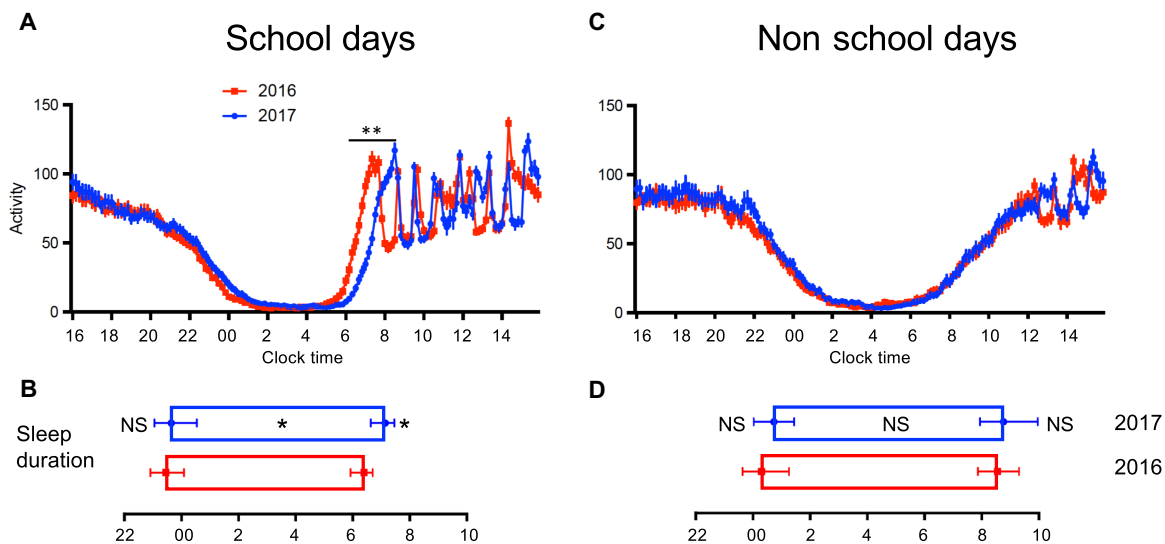 A
School days
2016
2017
**
150
100
50
0
Activity
16 18 20 22 00 2 4 6 8 10 12 14
Clock time
B
Sleep
duration
NS * *
22 00 2 4 6 8 10
C
Non school days
150
100
50
0
16 18 20 22 00 2 4 6 8 10 12 14
Clock time
D
NS NS NS 2017
2016
22 00 2 4 6 8 10